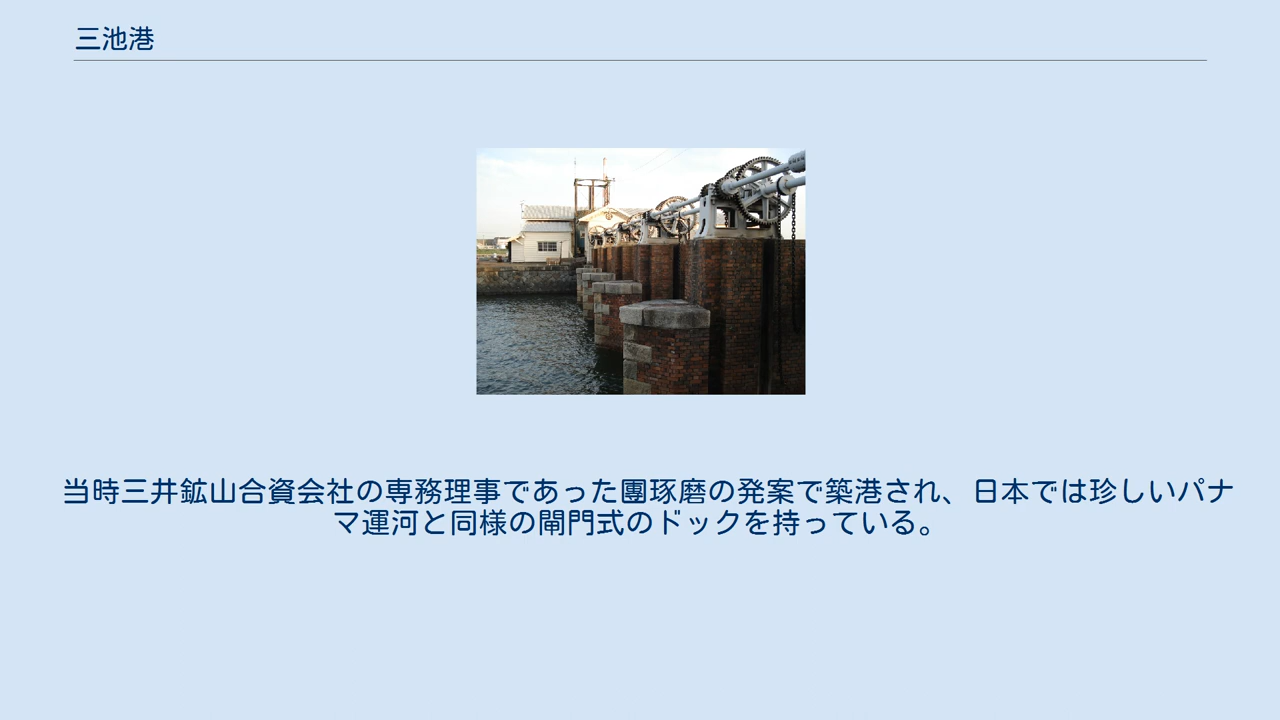 三池港
当時三井鉱山合資会社の専務理事であった團琢磨の発案で築港され、日本では珍しいパナ
マ運河と同様の閘門式のドックを持っている。